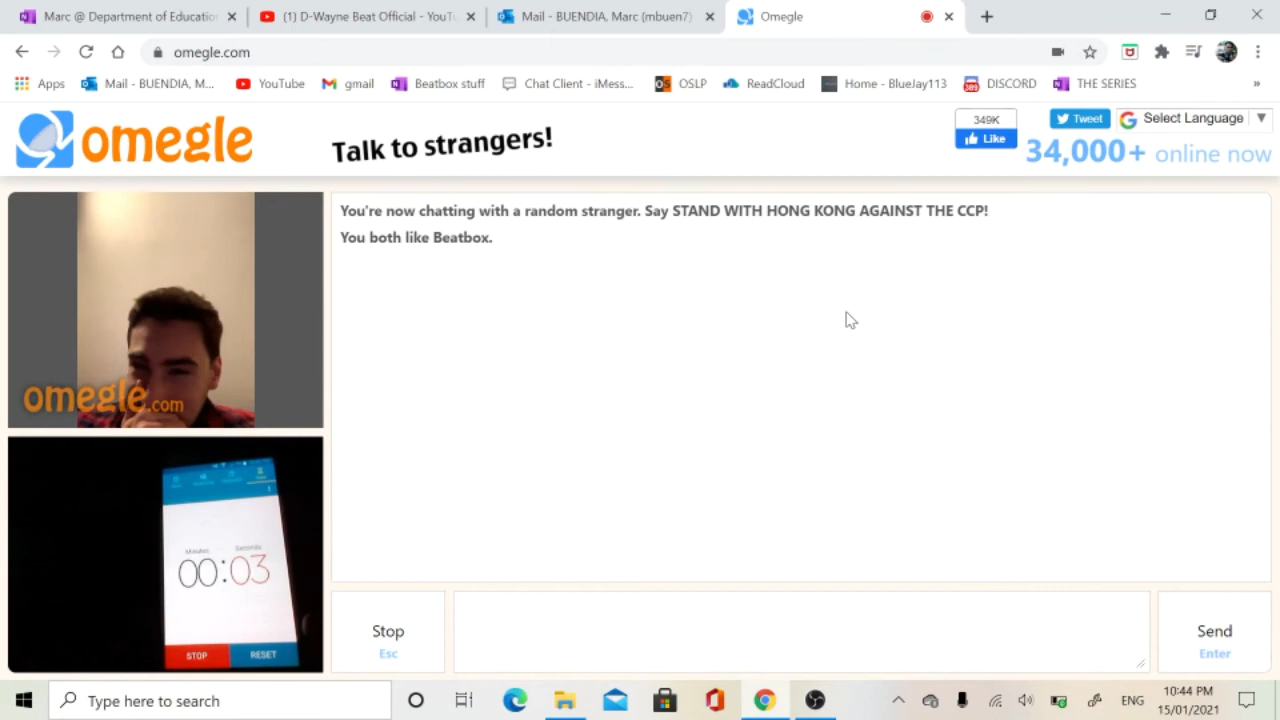 Marc @ Department of Education
(1) D-Wayne Beat Official - YouTu
Mail - BUENDIA, Marc (mbuen7)
Omegle
omegle.com
Apps
Mail - BUENDIA, M...
YouTube
gmail
Beatbox stuff
Chat Client - iMess...
OSLP
ReadCloud
Home - BlueJay113
DISCORD
THE SERIES
»
omegle
Talk to strangers!
349K
Like
Tweet
Select Language
34,000+ online now
You're now chatting with a random stranger. Say STAND WITH HONG KONG AGAINST THE CCP!
You both like Beatbox.
omegle.com
Minutes
Seconds
00:03
STOP
RESET
Stop
Esc
Send
Enter
Type here to search
ENG
10:44 PM
15/01/2021